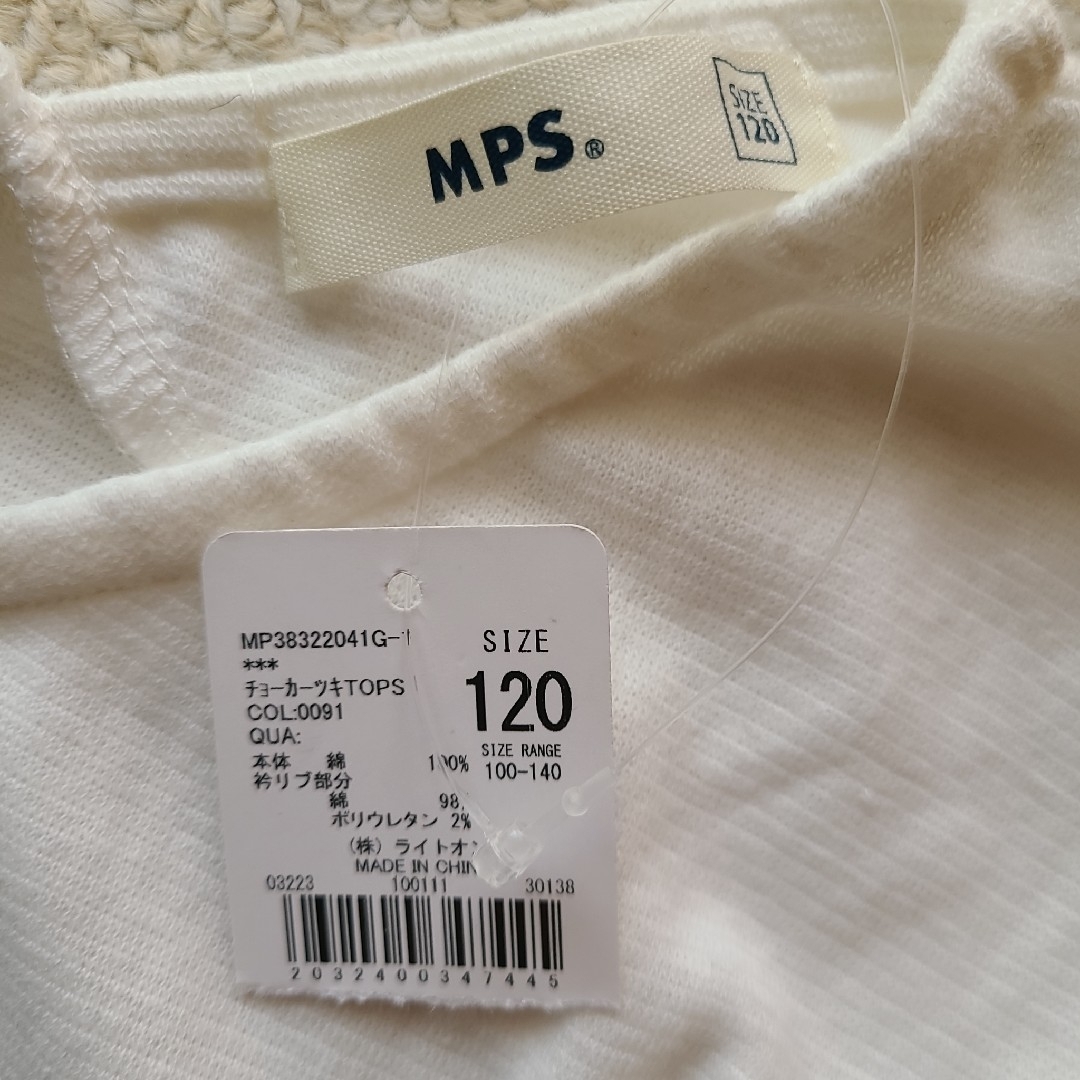 MPS®
SIZE
120
MP38322041G-
***
ﾁｮｰｶｰﾂｷTOPS
COL:0091
QUA:
本体 綿
衿リブ部分
綿 98
ポリウレタン 2%
(株) ライトオ
MADE IN
03223 100111 30138
2032400347445
SIZE
120
SIZE RANGE
100-140